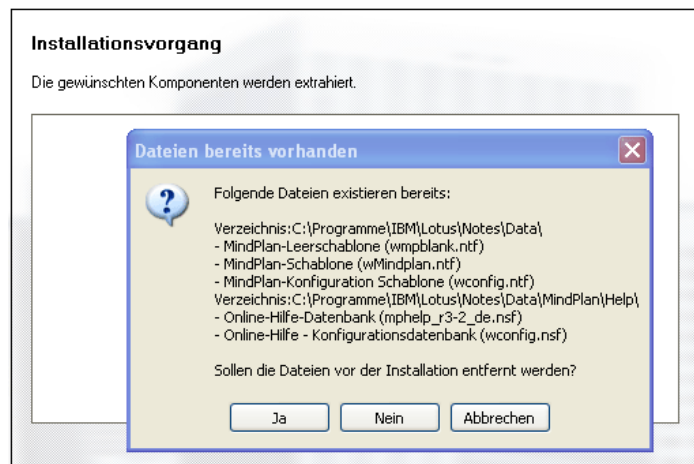 Installationsvorgang
Die gewünschten Komponenten werden extrahiert.
Dateien bereits vorhanden
Folgende Dateien existieren bereits:
Verzeichnis:C:\Programme\IBM\Lotus\Notes\Data\
- MindPlan-Leerschablone (wmpblank.ntf)
- MindPlan-Schablone (wMindplan.ntf)
- MindPlan-Konfiguration Schablone (wconfig.ntf)
Verzeichnis:C:\Programme\IBM\Lotus\Notes\Data\MindPlan\Help\
- Online-Hilfe-Datenbank (mphelp_r3-2_de.nsf)
- Online-Hilfe - Konfigurationsdatenbank (wconfig.nsf)
Sollen die Dateien vor der Installation entfernt werden?
Ja Nein Abbrechen